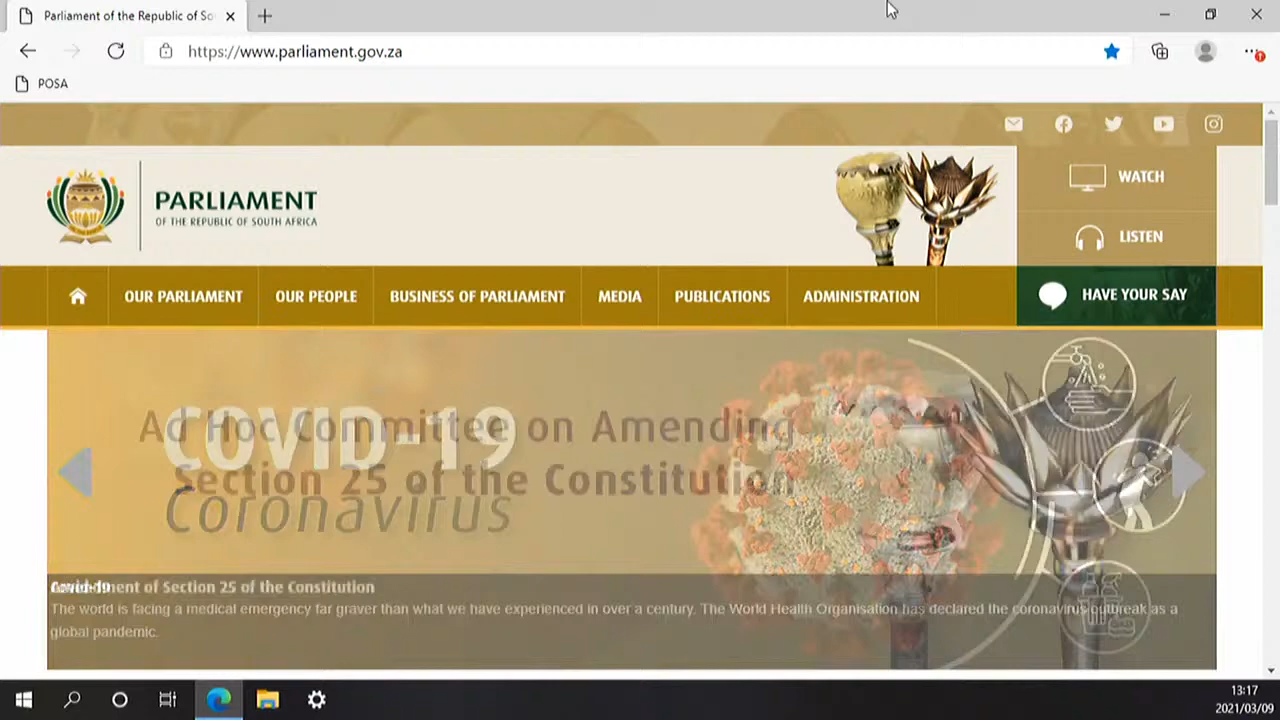 Parliament of the Republic of So
https://www.parliament.gov.za
POSA
PARLIAMENT
OF THE REPUBLIC OF SOUTH AFRICA
WATCH
LISTEN
OUR PARLIAMENT
OUR PEOPLE
BUSINESS OF PARLIAMENT
MEDIA
PUBLICATIONS
ADMINISTRATION
HAVE YOUR SAY
Ad Hoc Committee on Amending
Section 25 of the Constitution
COVID-19
Coronavirus
Covid-19
Amendment of Section 25 of the Constitution
The world is facing a medical emergency far graver than what we have experienced in over a century. The World Health Organisation has declared the coronavirus outbreak as a
global pandemic.
13:17
2021/03/09